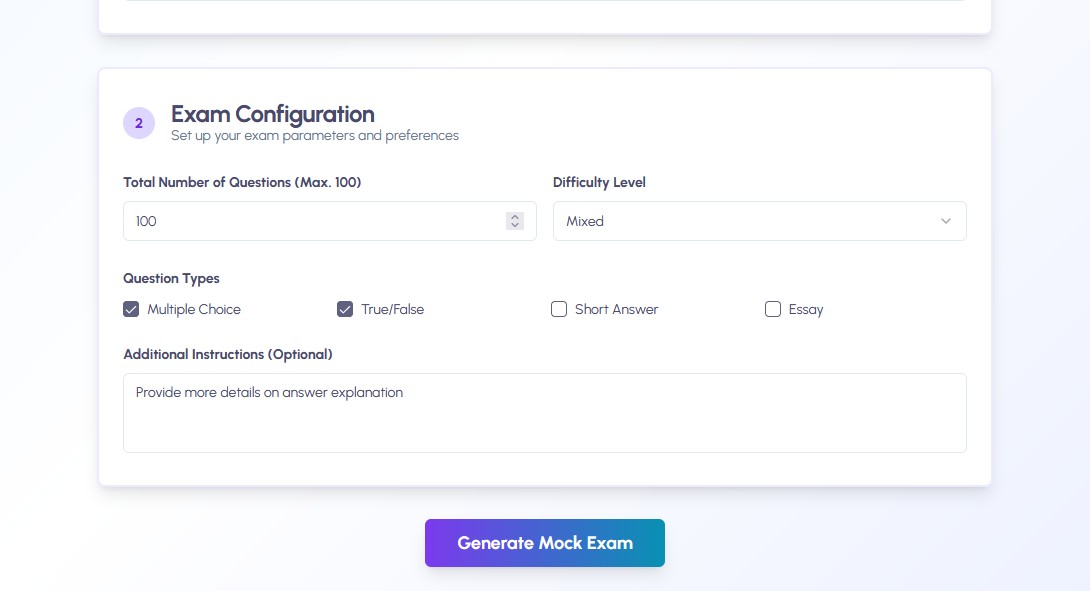 2
Exam Configuration
Set up your exam parameters and preferences
Total Number of Questions (Max. 100)
Difficulty Level
100
Mixed
Question Types
Multiple Choice
True/False
Short Answer
Essay
Additional Instructions (Optional)
Provide more details on answer explanation
Generate Mock Exam